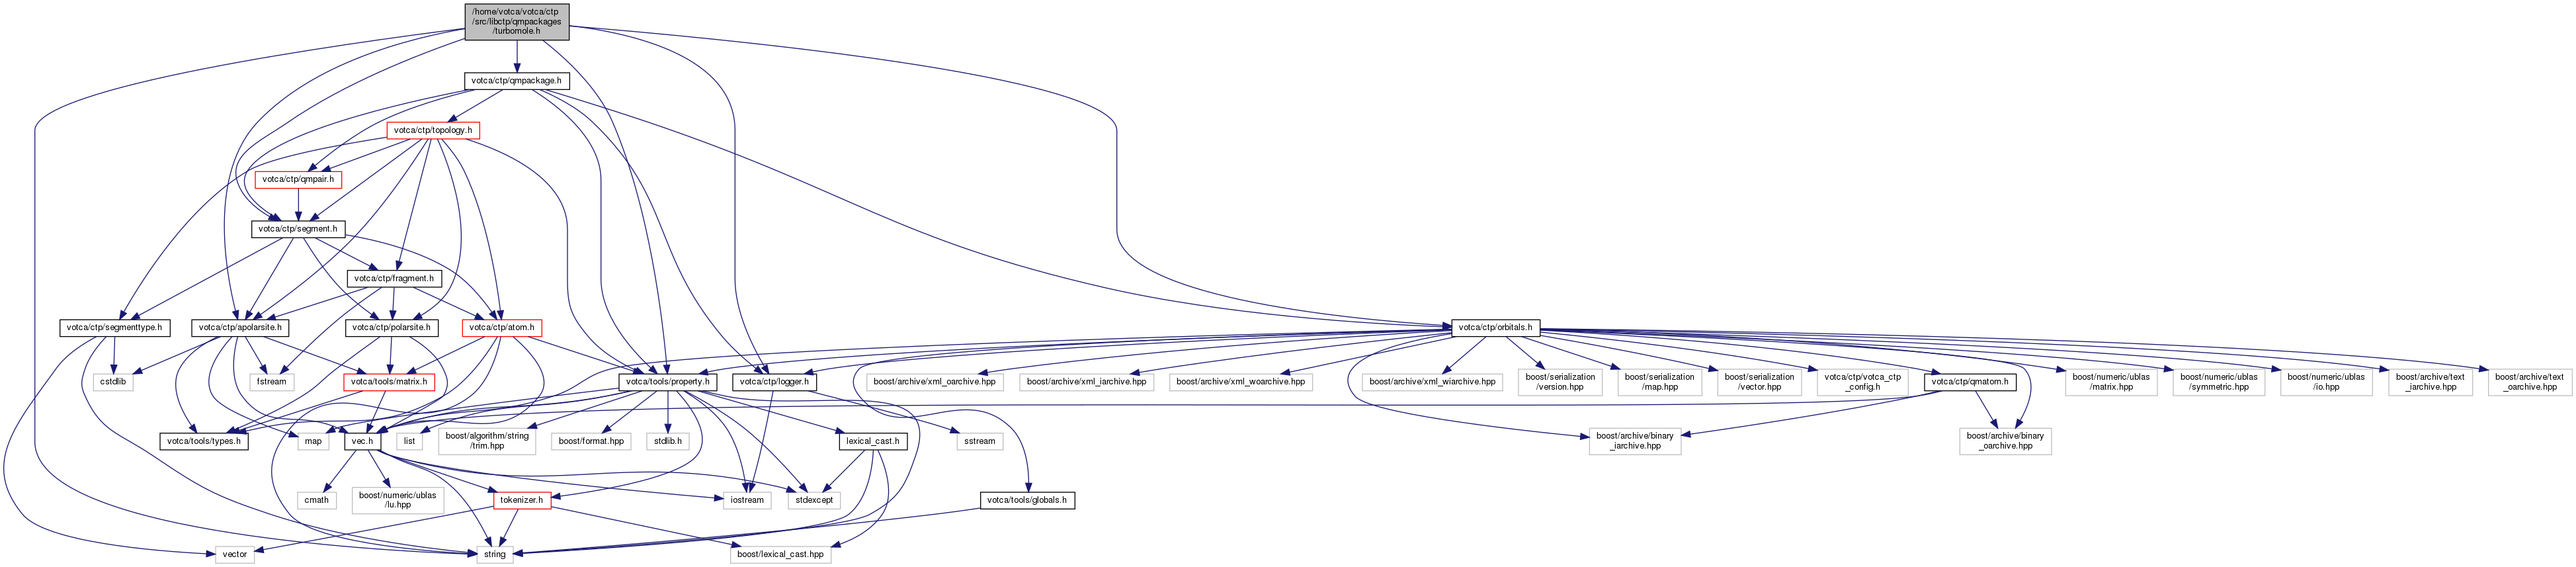 /home/votca/votca/ctp
/src/libctp/qmpackages
/turbomole.h
votca/ctp/qmpackage.h
votca/ctp/topology.h
votca/ctp/qmpair.h
votca/ctp/segment.h
votca/ctp/fragment.h
votca/ctp/segmenttype.h
votca/ctp/apolarsite.h
votca/ctp/polarsite.h
votca/ctp/atom.h
votca/ctp/orbitals.h
cstdlib
fstream
votca/tools/matrix.h
votca/tools/property.h
votca/ctp/logger.h
boost/archive/xml_oarchive.hpp
boost/archive/xml_iarchive.hpp
boost/archive/xml_woarchive.hpp
boost/archive/xml_wiarchive.hpp
boost/serialization
/version.hpp
boost/serialization
/map.hpp
boost/serialization
/vector.hpp
votca/ctp/votca_ctp
_config.h
votca/ctp/qmatom.h
boost/numeric/ublas
/matrix.hpp
boost/numeric/ublas
/symmetric.hpp
boost/numeric/ublas
/io.hpp
boost/archive/text
_iarchive.hpp
boost/archive/text
_oarchive.hpp
votca/tools/types.h
map
vec.h
list
boost/algorithm/string
/trim.hpp
boost/format.hpp
stdlib.h
lexical_cast.h
sstream
boost/archive/binary
_iarchive.hpp
boost/archive/binary
_oarchive.hpp
cmath
boost/numeric/ublas
/lu.hpp
tokenizer.h
iostream
stdexcept
votca/tools/globals.h
vector
string
boost/lexical_cast.hpp